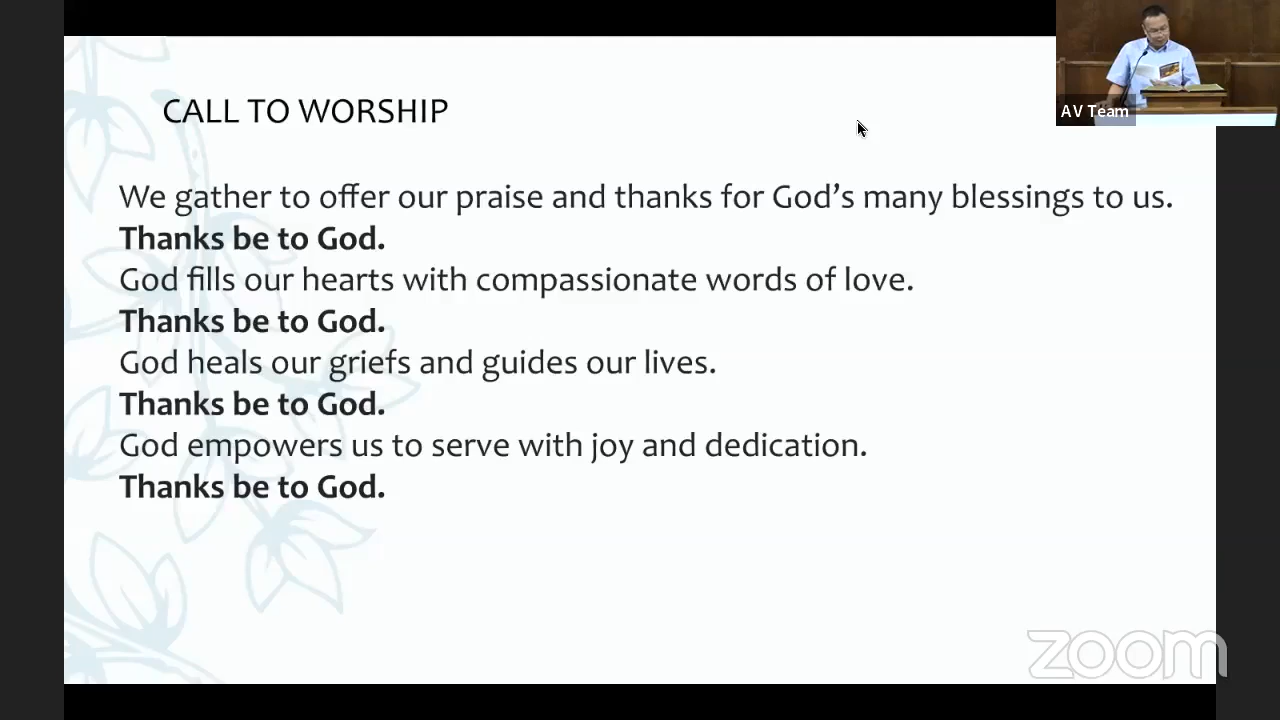 CALL TO WORSHIP
AV Team
We gather to offer our praise and thanks for God’s many blessings to us.
Thanks be to God.
God fills our hearts with compassionate words of love.
Thanks be to God.
God heals our griefs and guides our lives.
Thanks be to God.
God empowers us to serve with joy and dedication.
Thanks be to God.
zoom